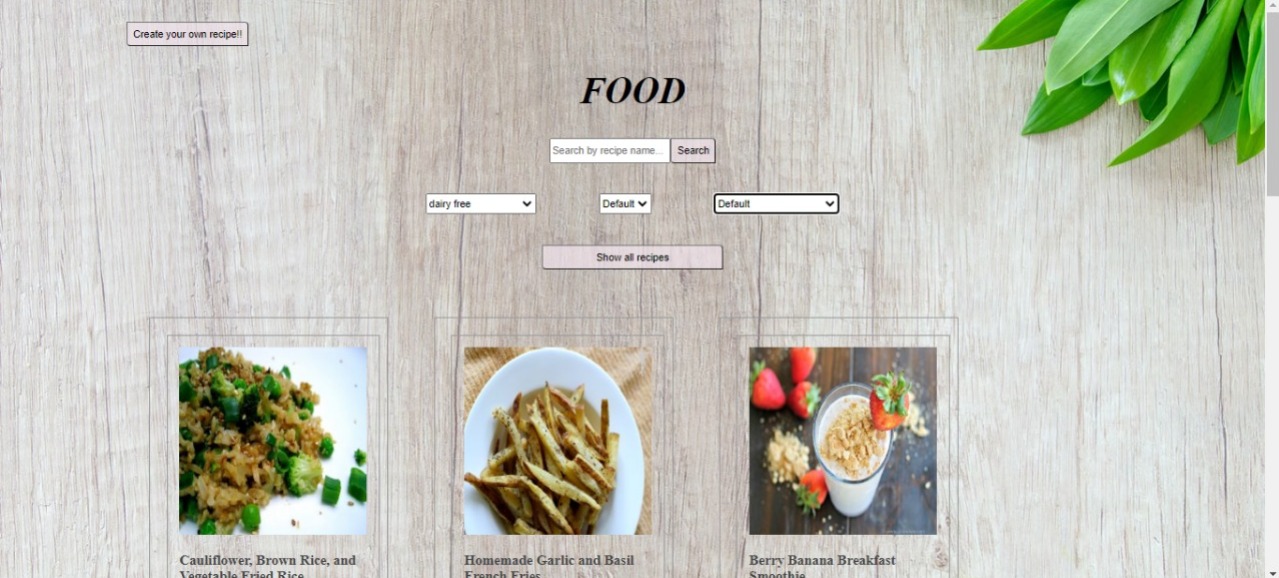 Create your own recipe!!
FOOD
Search by recipe name... Search
dairy free Default Default
Show all recipes
Cauliflower, Brown Rice, and
Vegetable Fried Rice
Homemade Garlic and Basil
French Fries
Berry Banana Breakfast
Smoothie